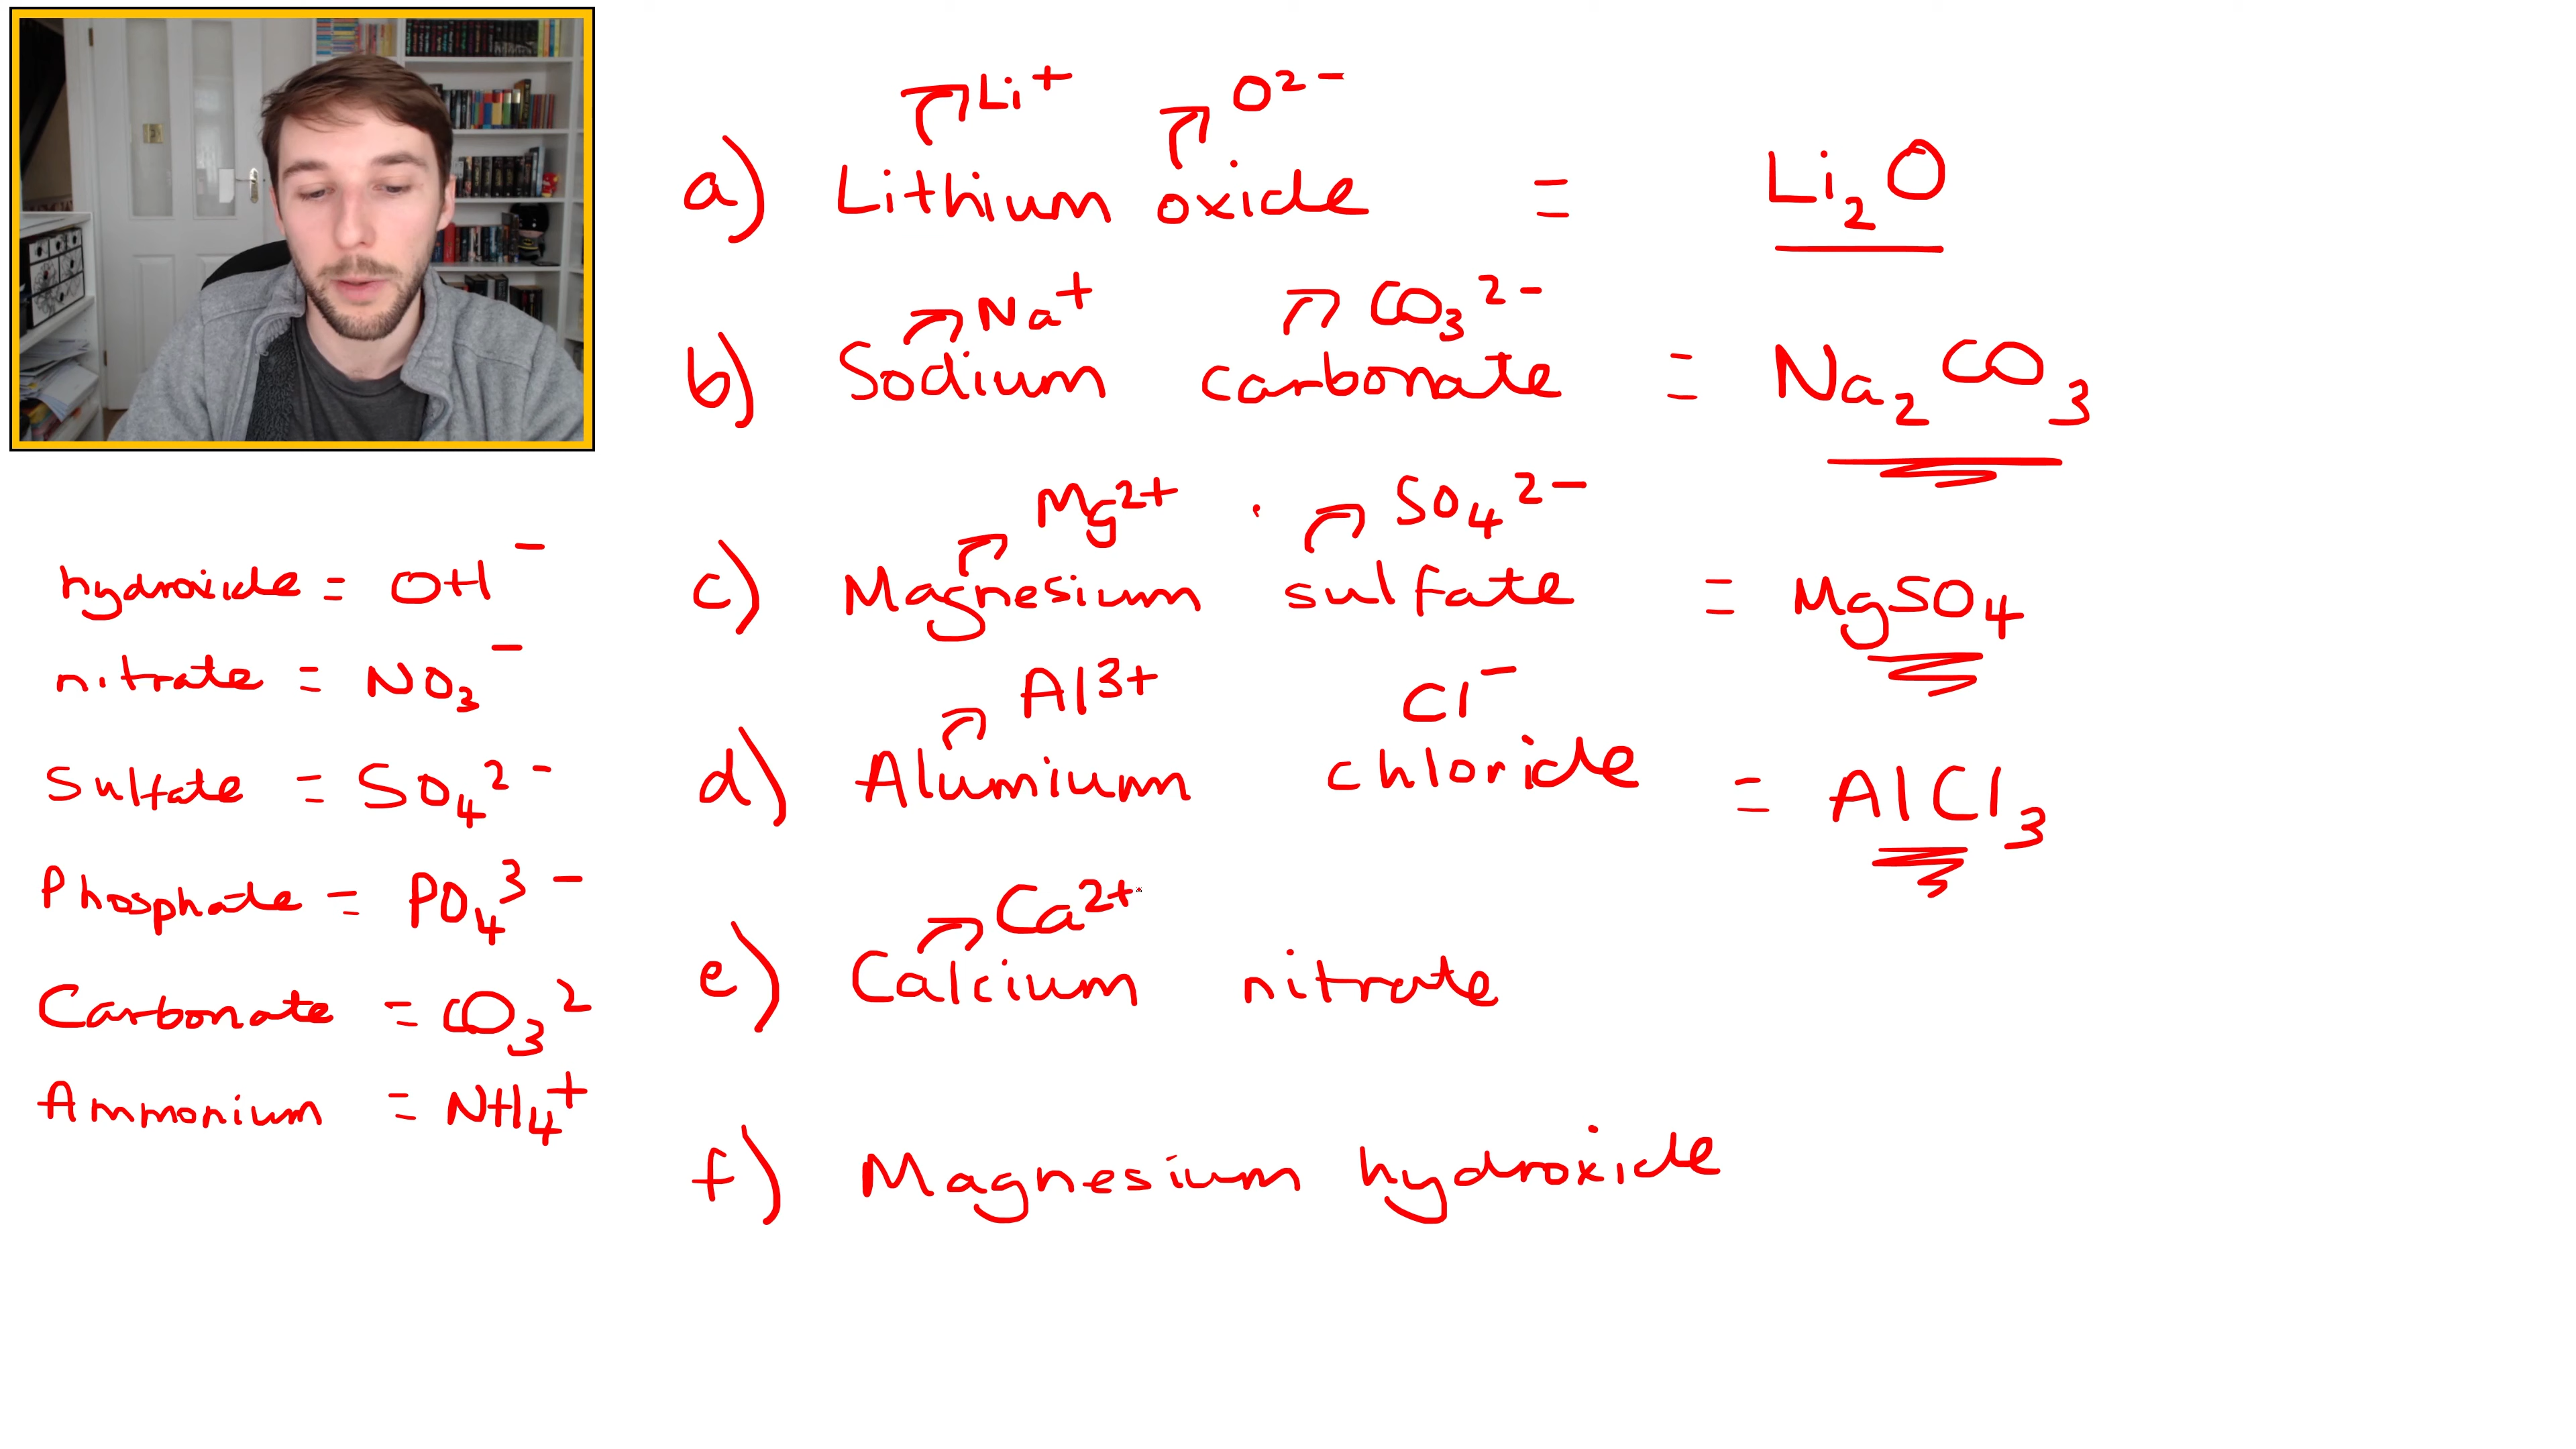 hydroxide = OH⁻
nitrate = NO₃⁻
Sulfate = SO₄²⁻
Phosphate = PO₄³⁻
Carbonate = CO₃²
Ammonium = NH₄⁺
Li⁺ O²⁻
a) Lithium oxide = Li₂O
Na⁺ CO₃²⁻
b) Sodium carbonate = Na₂CO₃
Mg²⁺ SO₄²⁻
c) Magnesium sulfate = MgSO₄
Al³⁺ Cl⁻
d) Alumium chloride = AlCl₃
Ca²⁺
e) Calcium nitrate
f) Magnesium hydroxide